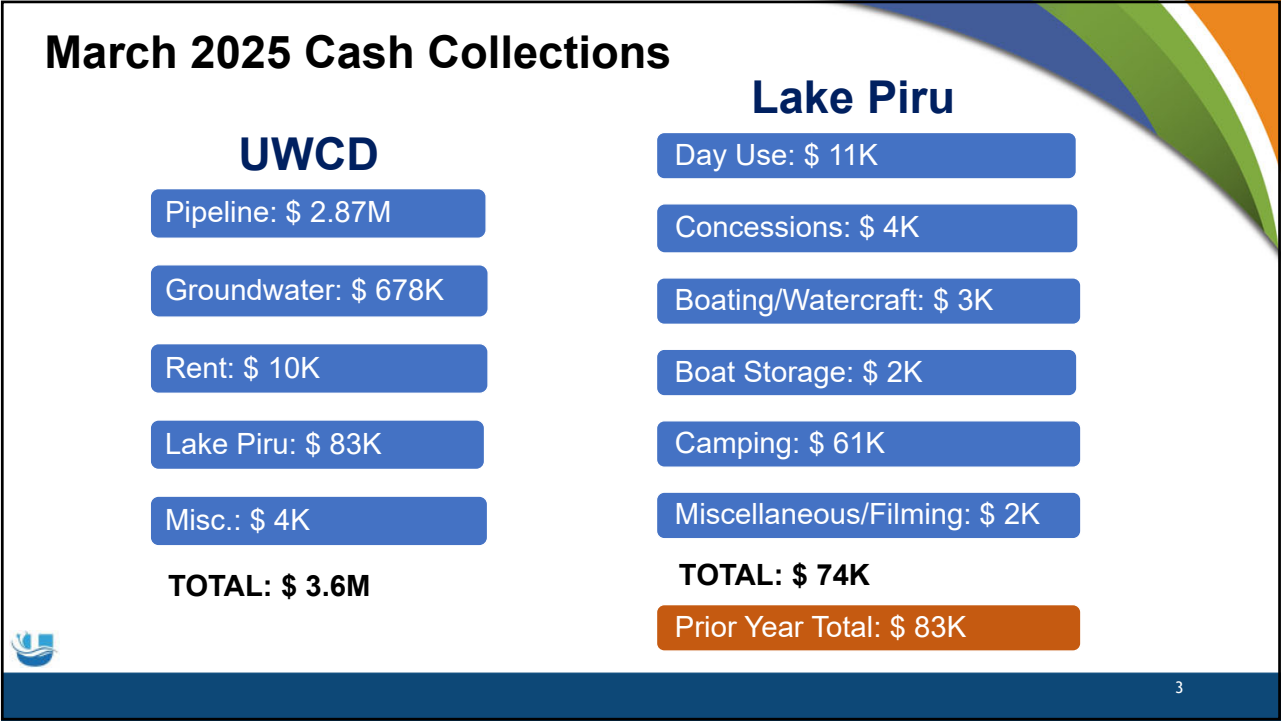 March 2025 Cash Collections
UWCD
Pipeline: $ 2.87M
Groundwater: $ 678K
Rent: $ 10K
Lake Piru: $ 83K
Misc.: $ 4K
TOTAL: $ 3.6M
Lake Piru
Day Use: $ 11K
Concessions: $ 4K
Boating/Watercraft: $ 3K
Boat Storage: $ 2K
Camping: $ 61K
Miscellaneous/Filming: $ 2K
TOTAL: $ 74K
Prior Year Total: $ 83K
3